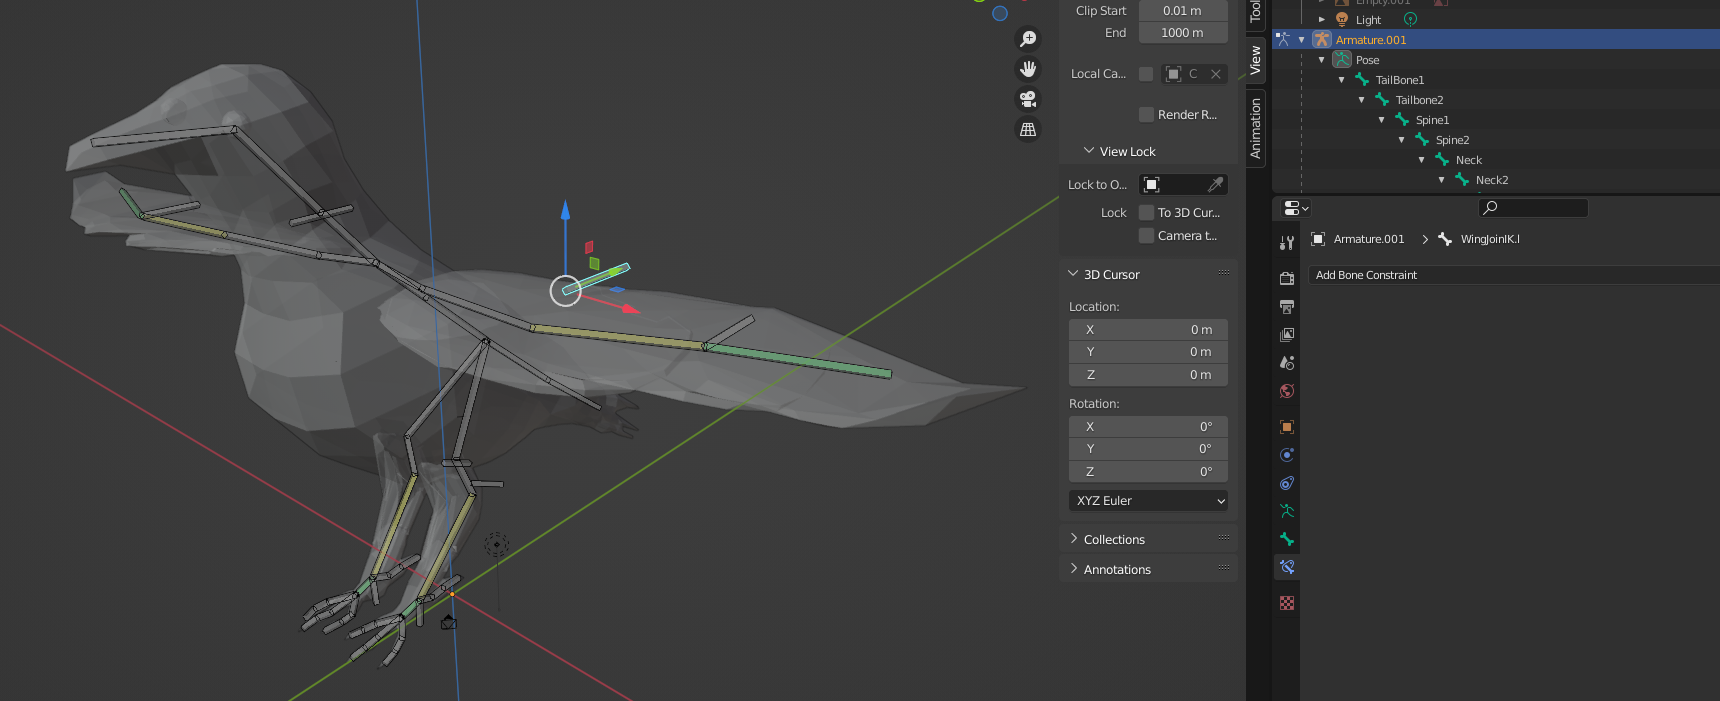 Clip Start 0.01 m
End 1000 m
Local Ca... C
Render R...
View Lock
Lock to O...
Lock To 3D Cur...
Camera t...
3D Cursor
Location:
X 0 m
Y 0 m
Z 0 m
Rotation:
X 0°
Y 0°
Z 0°
XYZ Euler
Collections
Annotations
Tool
View
Animation
Empty.001
Light
Armature.001
Pose
TailBone1
Tailbone2
Spine1
Spine2
Neck
Neck2
Armature.001 > WingJoinIK.l
Add Bone Constraint